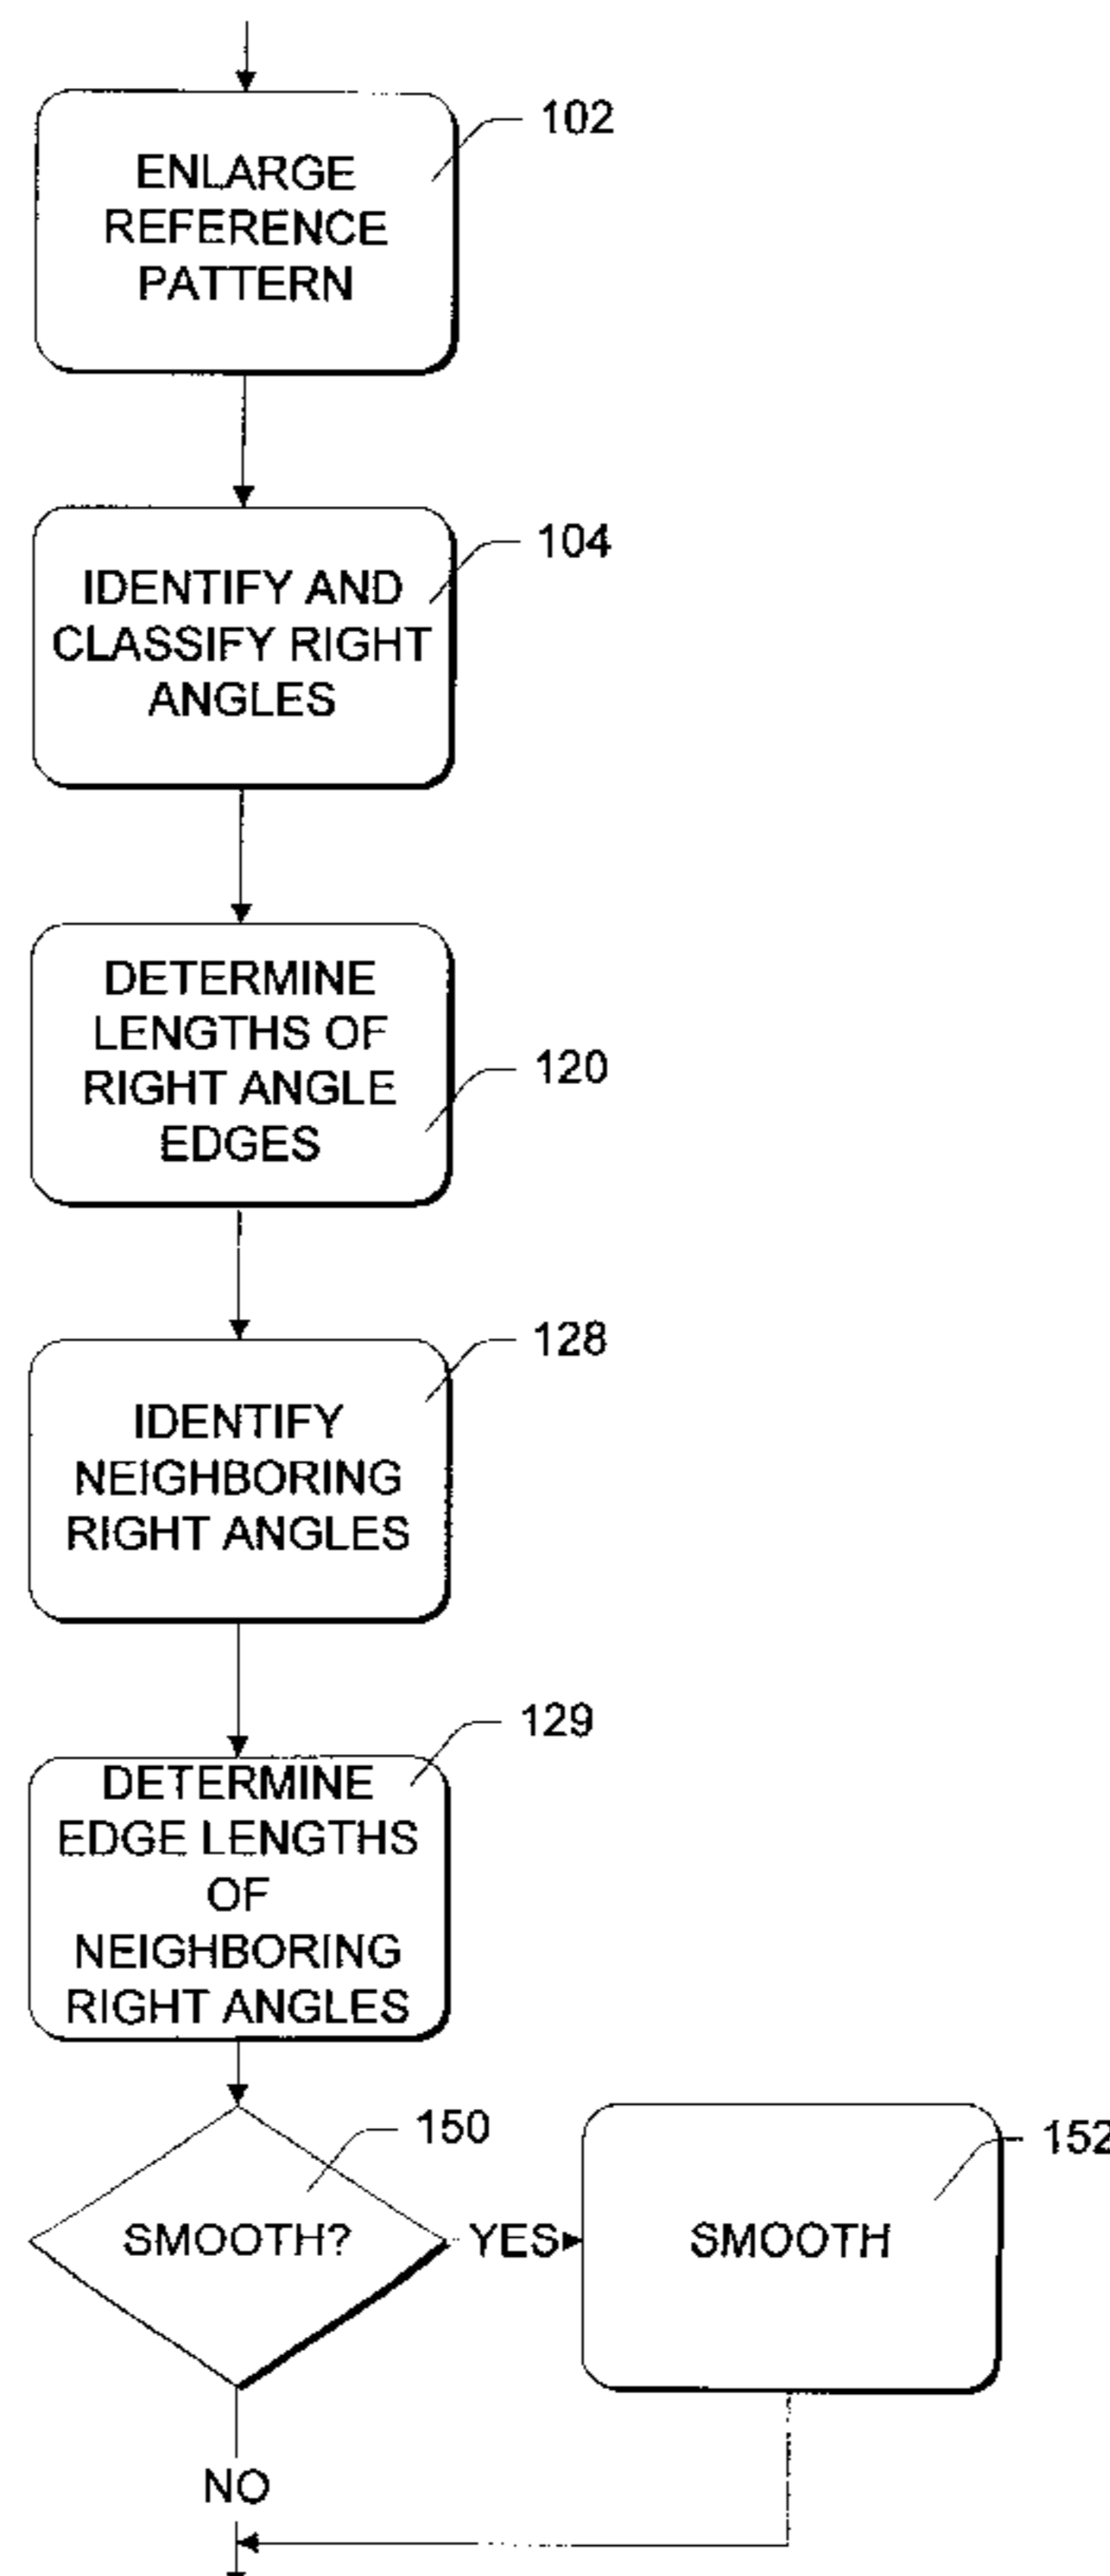 102
ENLARGE
REFERENCE
PATTERN
104
IDENTIFY AND
CLASSIFY RIGHT
ANGLES
DETERMINE
LENGTHS OF
RIGHT ANGLE
EDGES
120
128
IDENTIFY
NEIGHBORING
RIGHT ANGLES
129
DETERMINE
EDGE LENGTHS
OF
NEIGHBORING
RIGHT ANGLES
150
152
SMOOTH?
YES
SMOOTH
NO